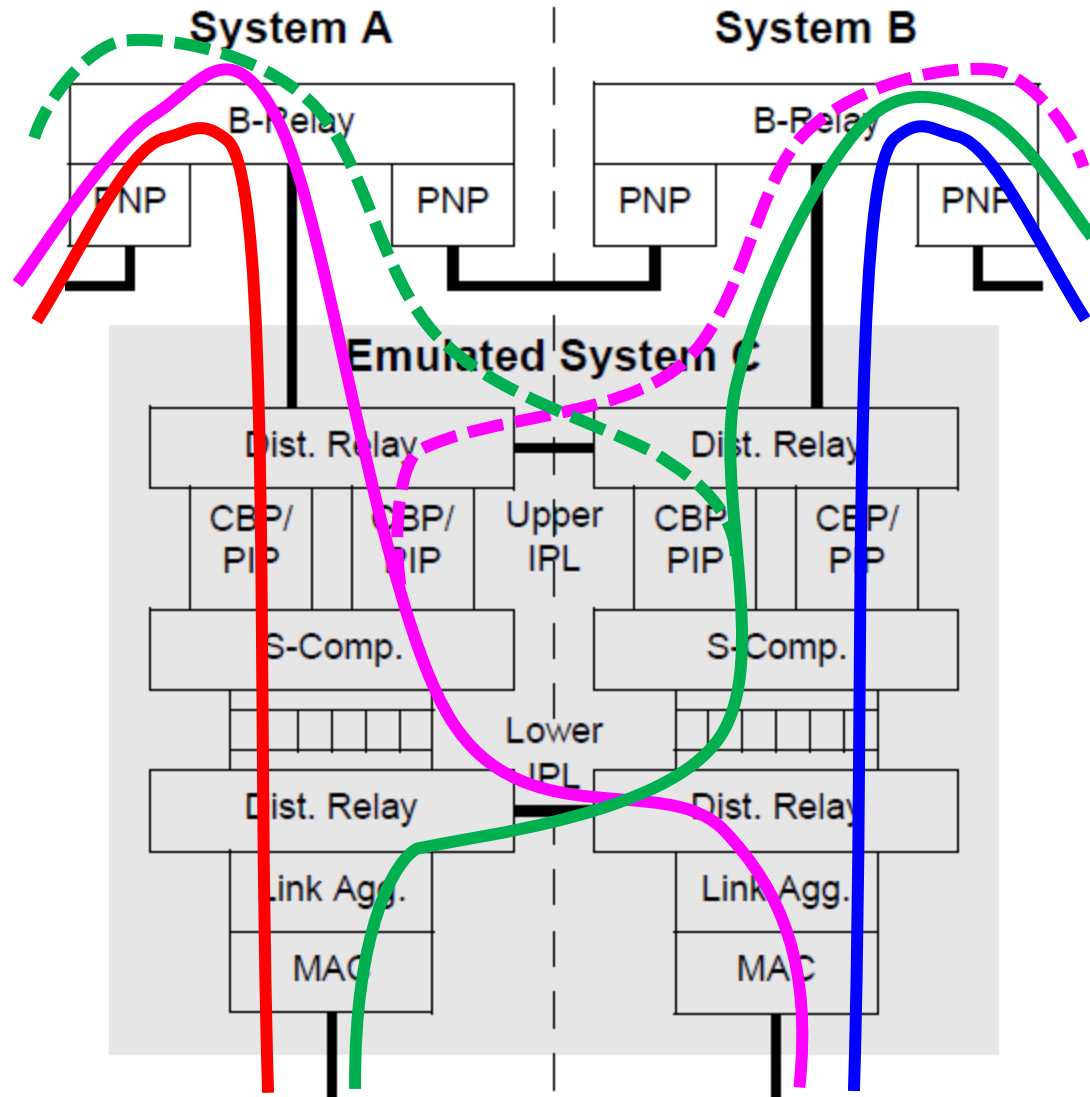 System A
System B
B-Relay
B-Relay
PNP
PNP
PNP
PNP
Emulated System C
Dist. Relay
Dist. Relay
CBP/
PIP
CBP/
PIP
Upper
IPL
CBP/
PIP
CBP/
PIP
S-Comp.
S-Comp.
Lower
IPL
Dist. Relay
Dist. Relay
Link Agg.
Link Agg.
MAC
MAC